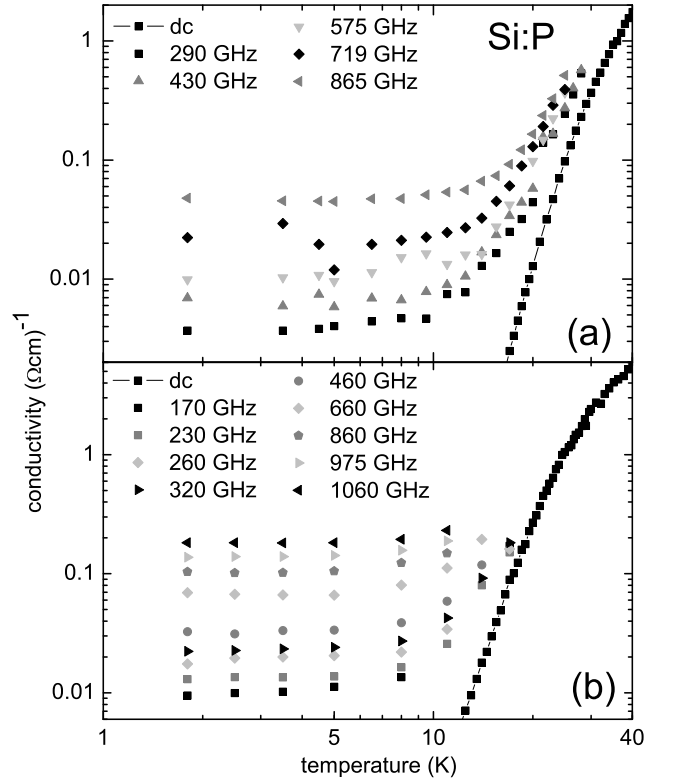 Si:P
dc
290 GHz
430 GHz
575 GHz
719 GHz
865 GHz
1
0.1
0.01
(a)
conductivity (Ωcm)-1
dc
170 GHz
230 GHz
260 GHz
320 GHz
460 GHz
660 GHz
860 GHz
975 GHz
1060 GHz
1
0.1
0.01
(b)
1 5 10 40
temperature (K)